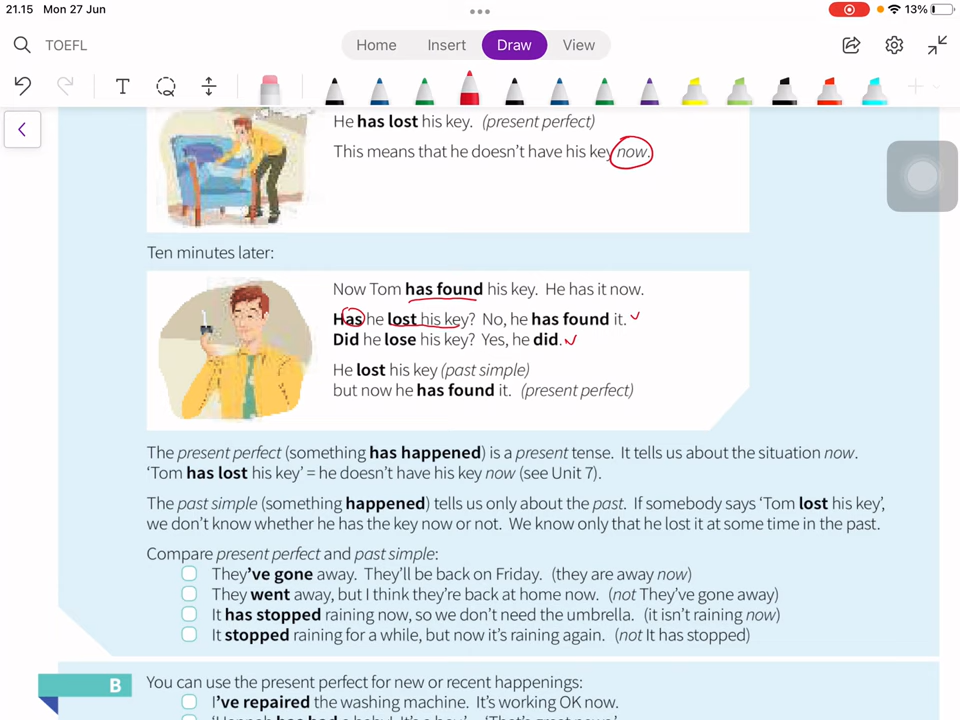 21.15 Mon 27 Jun
13%
TOEFL
Home Insert Draw View
He has lost his key. (present perfect)
This means that he doesn't have his key now.
Ten minutes later:
Now Tom has found his key. He has it now.
Has he lost his key? No, he has found it.
Did he lose his key? Yes, he did.
He lost his key (past simple)
but now he has found it. (present perfect)
The present perfect (something has happened) is a present tense. It tells us about the situation now.
'Tom has lost his key' = he doesn't have his key now (see Unit 7).
The past simple (something happened) tells us only about the past. If somebody says 'Tom lost his key',
we don't know whether he has the key now or not. We know only that he lost it at some time in the past.
Compare present perfect and past simple:
They've gone away. They'll be back on Friday. (they are away now)
They went away, but I think they're back at home now. (not They've gone away)
It has stopped raining now, so we don't need the umbrella. (it isn't raining now)
It stopped raining for a while, but now it's raining again. (not It has stopped)
B
You can use the present perfect for new or recent happenings:
I've repaired the washing machine. It's working OK now.